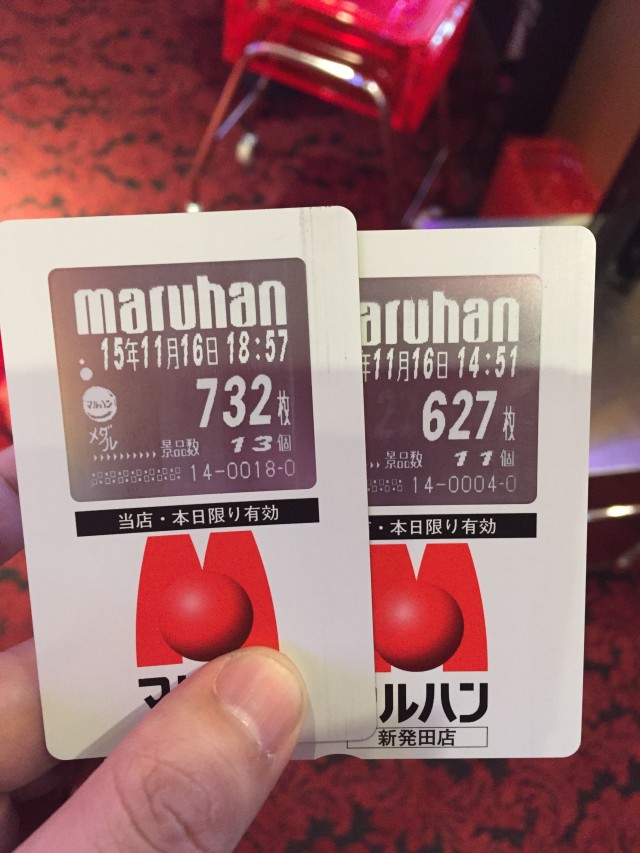 maruhan
15年11月16日 18:57
マルハン
732枚
メダル
景品数 13個
14-0018-0
当店・本日限り有効
マル
aruhan
年11月16日 14:51
627枚
景品数 11個
14-0004-0
店・本日限り有効
マルハン
新発田店